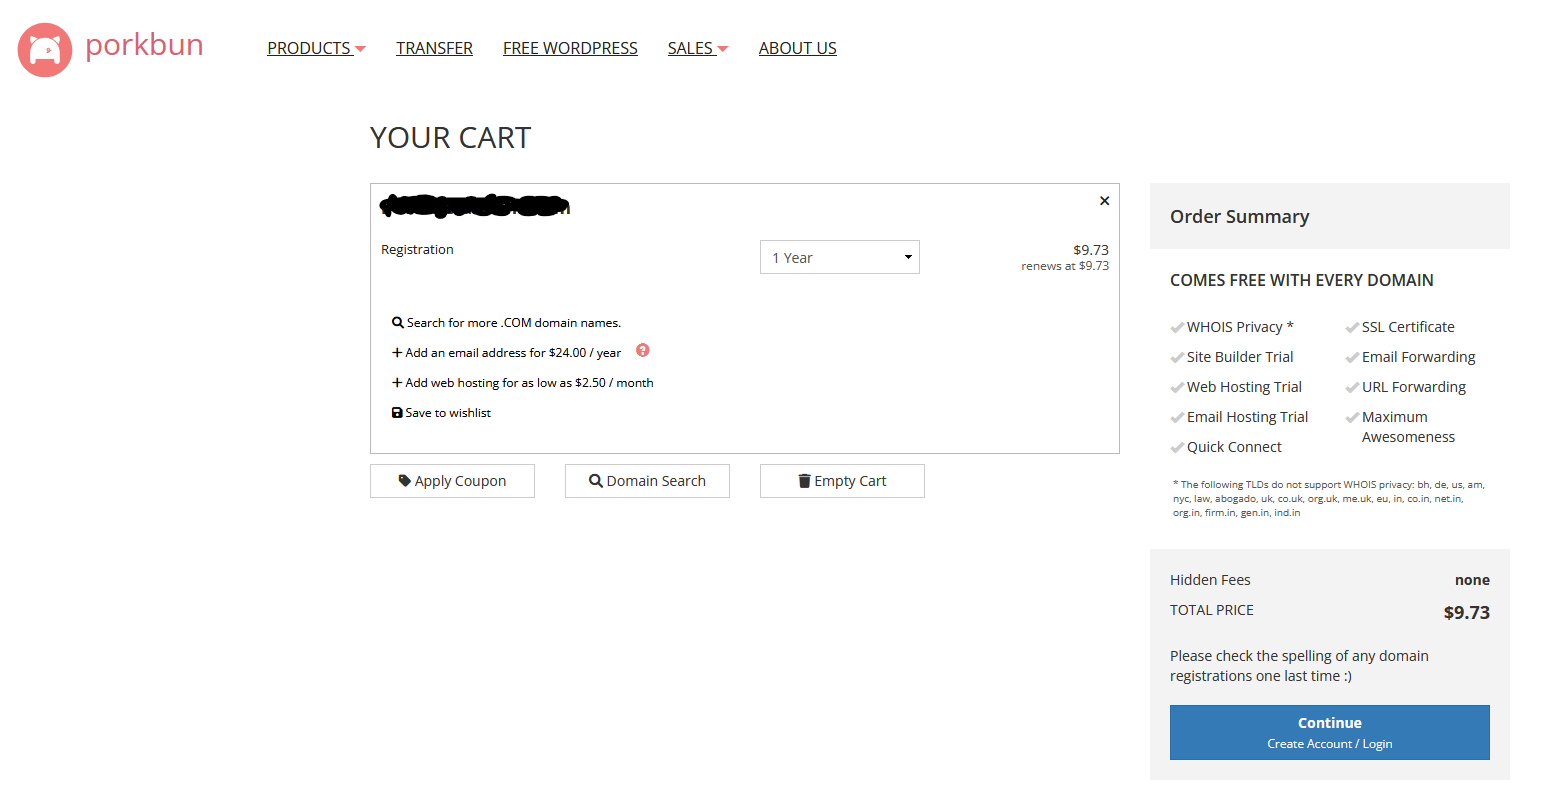 porkbun
PRODUCTS
TRANSFER
FREE WORDPRESS
SALES
ABOUT US
YOUR CART
Registration
1 Year
$9.73
renews at $9.73
Search for more .COM domain names.
Add an email address for $24.00 / year
?
Add web hosting for as low as $2.50 / month
Save to wishlist
Apply Coupon
Domain Search
Empty Cart
Order Summary
COMES FREE WITH EVERY DOMAIN
WHOIS Privacy *
SSL Certificate
Site Builder Trial
Email Forwarding
Web Hosting Trial
URL Forwarding
Email Hosting Trial
Maximum
Awesomeness
Quick Connect
* The following TLDs do not support WHOIS privacy: bh, de, us, am,
nyc, law, abogado, uk, co.uk, org.uk, me.uk, eu, in, co.in, net.in,
org.in, firm.in, gen.in, ind.in
Hidden Fees none
TOTAL PRICE $9.73
Please check the spelling of any domain
registrations one last time :)
Continue
Create Account / Login